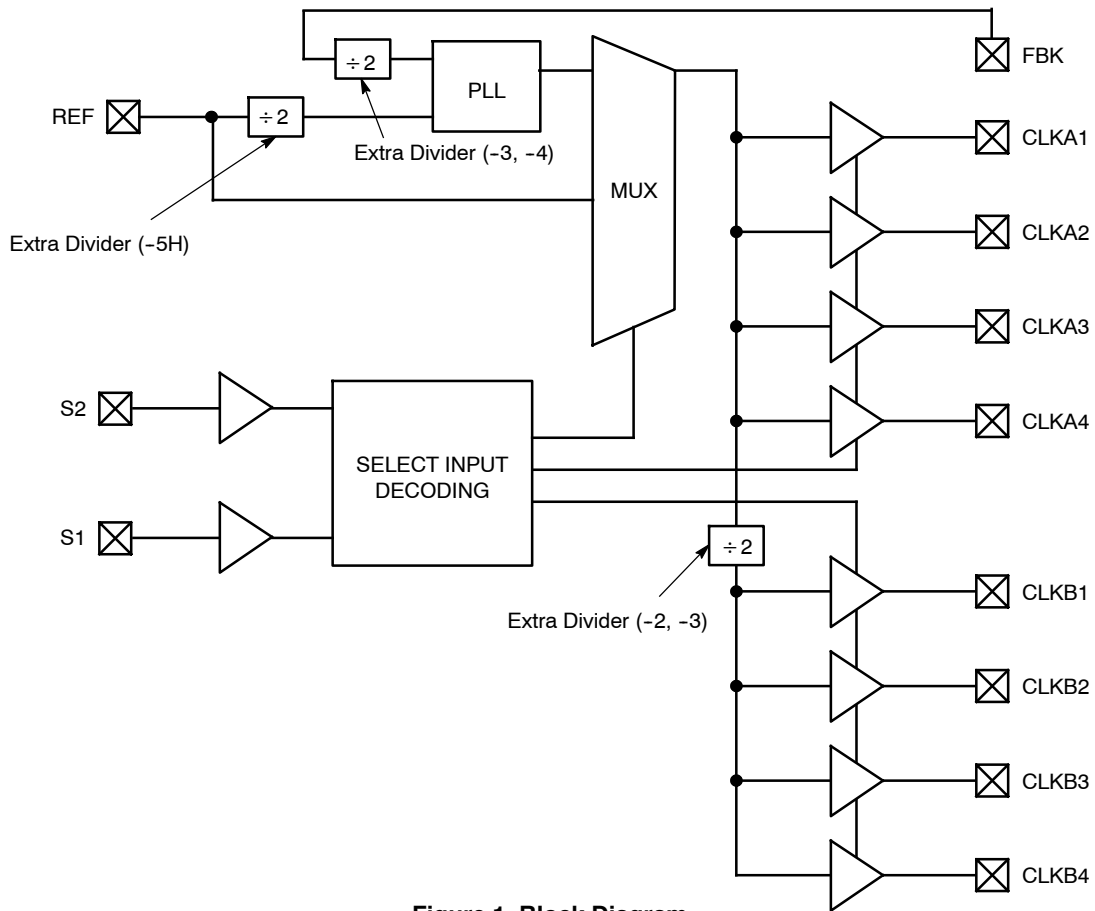 FBK
÷2
PLL
REF
÷2
CLKA1
Extra Divider (-3, -4)
MUX
CLKA2
Extra Divider (-5H)
CLKA3
S2
CLKA4
SELECT INPUT
DECODING
S1
÷2
CLKB1
Extra Divider (-2, -3)
CLKB2
CLKB3
CLKB4
Figure 1. Block Diagram